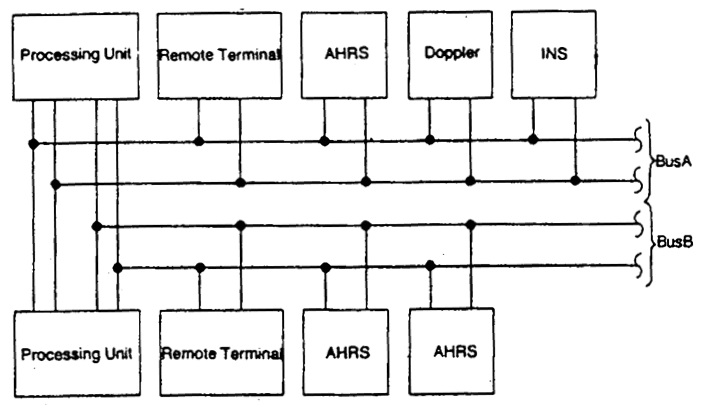 Processing Unit
Remote Terminal
AHRS
Doppler
INS
BusA
BusB
Processing Unit
Remote Terminal
AHRS
AHRS